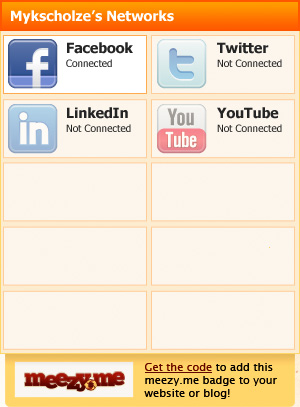 Mykscholze's Networks
Facebook
Connected
Twitter
Not Connected
LinkedIn
Not Connected
You
Tube
YouTube
Not Connected
meezy.me
Get the code to add this
meezy.me badge to your
website or blog!